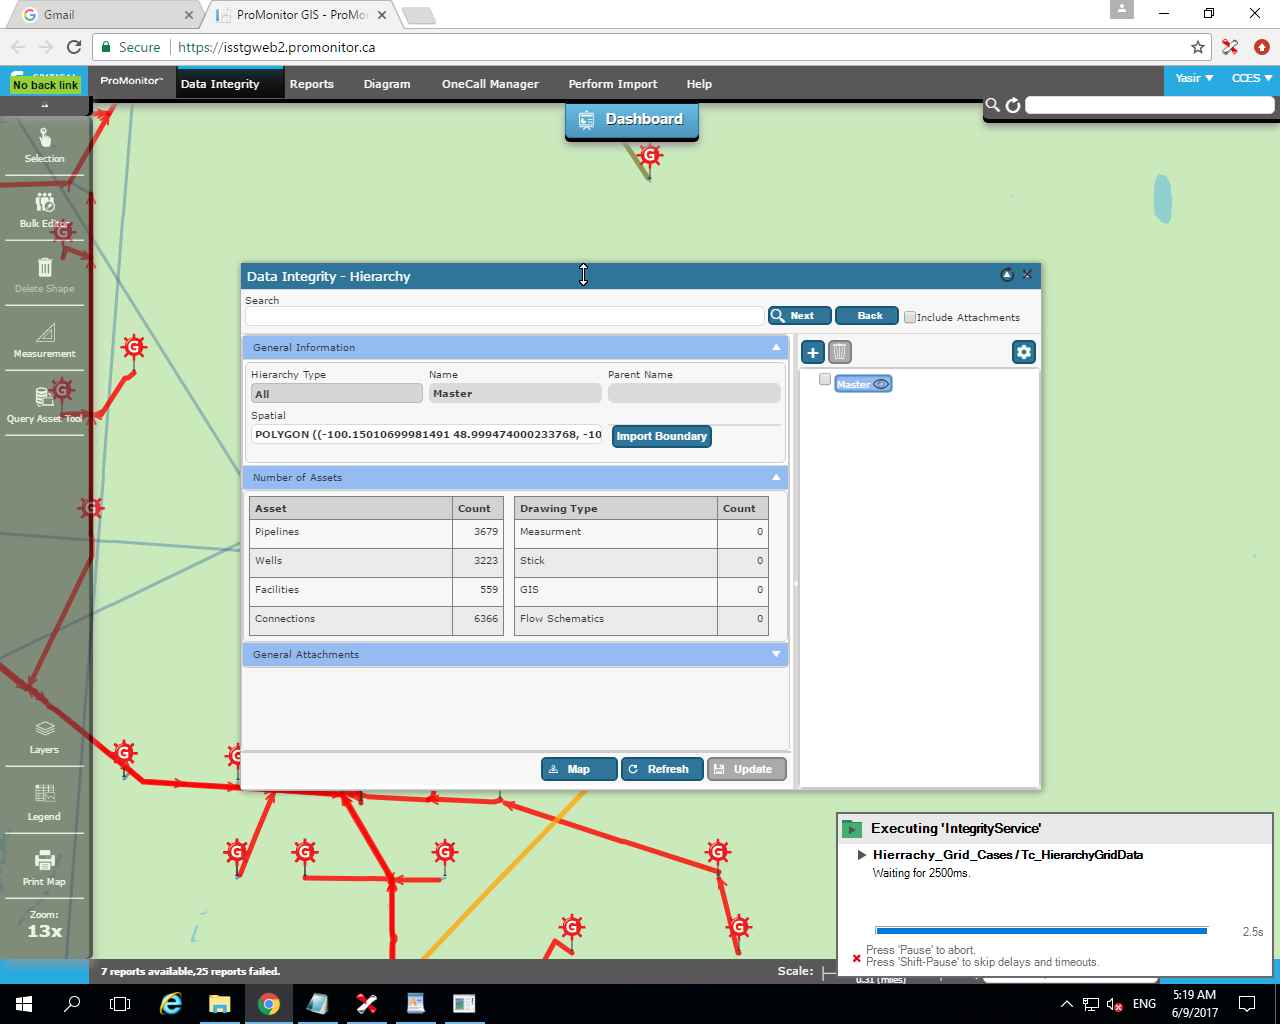 Gmail
ProMonitor GIS - ProMo
Secure
https://isstgweb2.promonitor.ca
No back link
ProMonitor™
Data Integrity
Reports
Diagram
OneCall Manager
Perform Import
Help
Yasir
CCES
Dashboard
Selection
Bulk Editor
Delete Shape
Measurement
Query Asset Tool
Layers
Legend
Print Map
Zoom:
13x
Data Integrity - Hierarchy
Search
Next
Back
Include Attachments
General Information
Hierarchy Type
Name
Parent Name
All
Master
Spatial
POLYGON ((-100.15010699981491 48.999474000233768, -10
Import Boundary
Master
Number of Assets
Asset Count
Pipelines 3679
Wells 3223
Facilities 559
Connections 6366
Drawing Type Count
Measurment 0
Stick 0
GIS 0
Flow Schematics 0
General Attachments
Map
Refresh
Update
G
G
G
G
G
G
G
G
G
G
G
G
Executing 'IntegrityService'
Hierrachy_Grid_Cases / Tc_HierarchyGridData
Waiting for 2500ms.
2.5s
Press 'Pause' to abort.
Press 'Shift-Pause' to skip delays and timeouts.
7 reports available,25 reports failed.
Scale:
0.31 (miles)
ENG
5:19 AM
6/9/2017